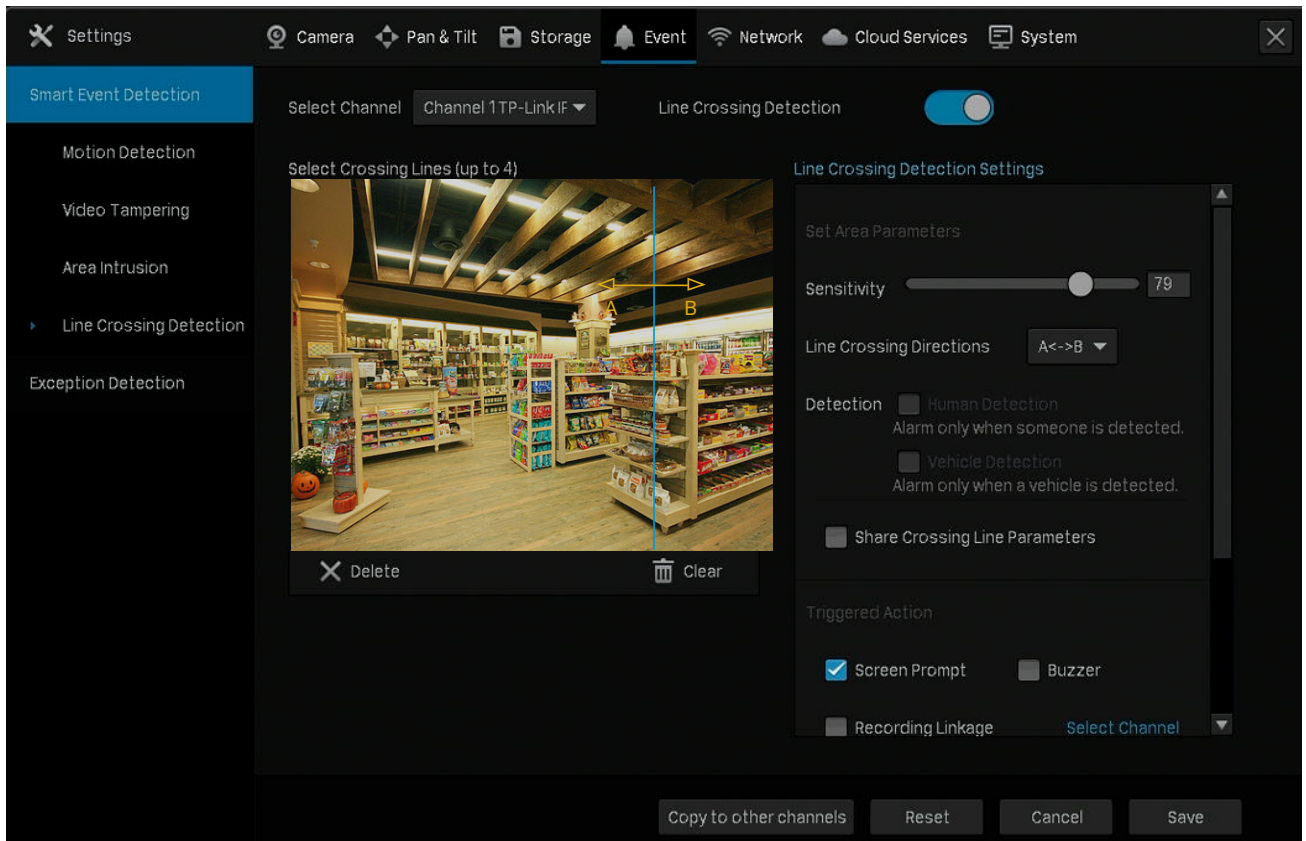 Settings
Camera
Pan & Tilt
Storage
Event
Network
Cloud Services
System
Smart Event Detection
Motion Detection
Video Tampering
Area Intrusion
Line Crossing Detection
Exception Detection
Select Channel
Channel 1 TP-Link IF
Line Crossing Detection
Select Crossing Lines (up to 4)
A
B
Delete
Clear
Line Crossing Detection Settings
Set Area Parameters
Sensitivity
79
Line Crossing Directions
A<->B
Detection
Human Detection
Alarm only when someone is detected.
Vehicle Detection
Alarm only when a vehicle is detected.
Share Crossing Line Parameters
Triggered Action
Screen Prompt
Buzzer
Recording Linkage
Select Channel
Copy to other channels
Reset
Cancel
Save